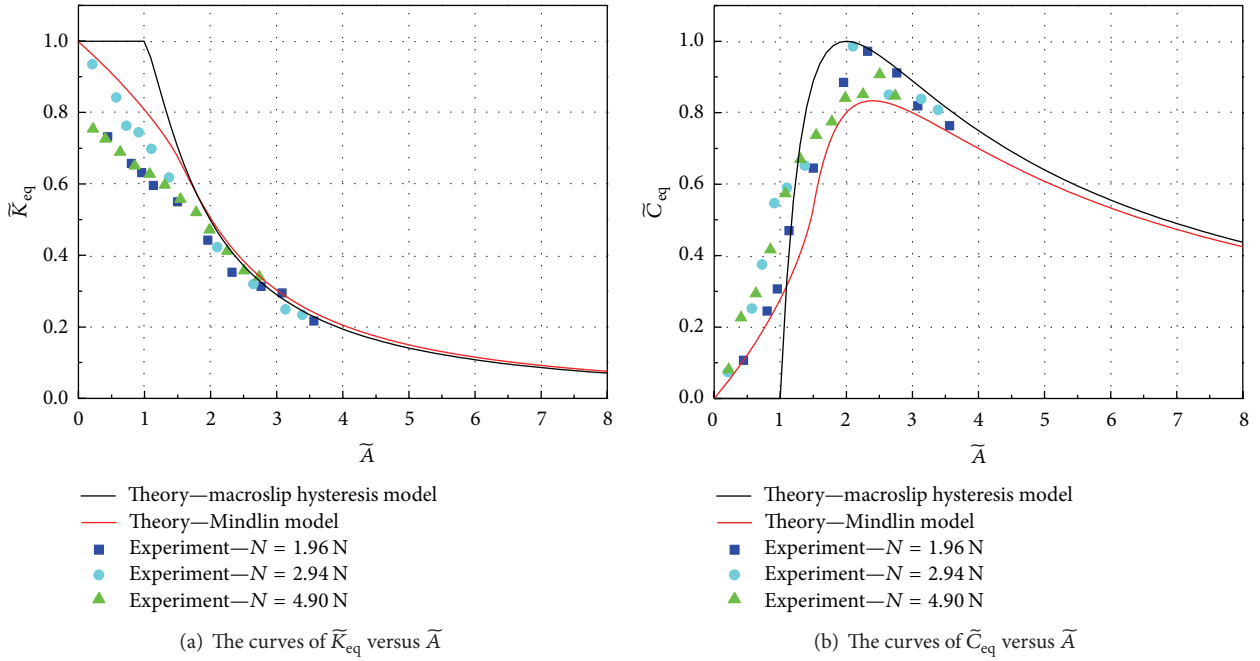 1.0
0.8
0.6
0.4
0.2
0.0
K̃eq
0 1 2 3 4 5 6 7 8
Ã
Theory—macroslip hysteresis model
Theory—Mindlin model
Experiment—N = 1.96 N
Experiment—N = 2.94 N
Experiment—N = 4.90 N
(a) The curves of K̃eq versus Ã
1.0
0.8
0.6
0.4
0.2
0.0
C̃eq
0 1 2 3 4 5 6 7 8
Ã
Theory—macroslip hysteresis model
Theory—Mindlin model
Experiment—N = 1.96 N
Experiment—N = 2.94 N
Experiment—N = 4.90 N
(b) The curves of C̃eq versus Ã